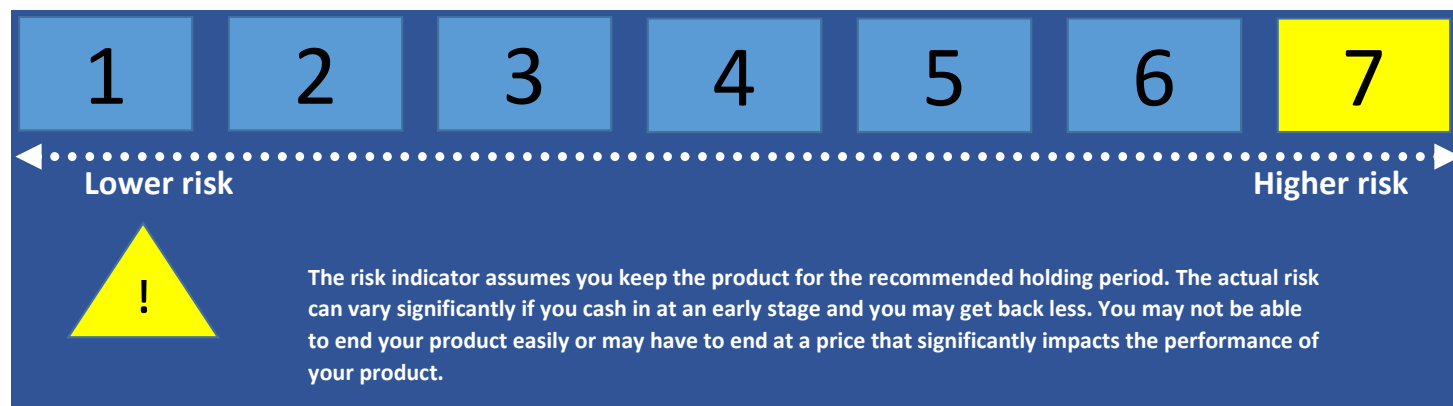 1 2 3 4 5 6 7
Lower risk Higher risk
!
The risk indicator assumes you keep the product for the recommended holding period. The actual risk
can vary significantly if you cash in at an early stage and you may get back less. You may not be able
to end your product easily or may have to end at a price that significantly impacts the performance of
your product.